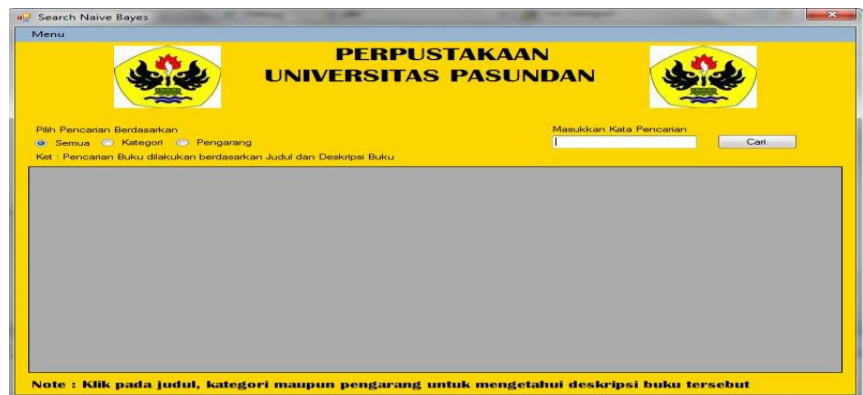 Search Naive Bayes
Menu
PERPUSTAKAAN
UNIVERSITAS PASUNDAN
Pilih Pencarian Berdasarkan
Masukkan Kata Pencarian
Semua Kategori Pengarang
Cari
Ket : Pencarian Buku dilakukan berdasarkan Judul dan Deskripsi Buku
Note : Klik pada judul, kategori maupun pengarang untuk mengetahui deskripsi buku tersebut